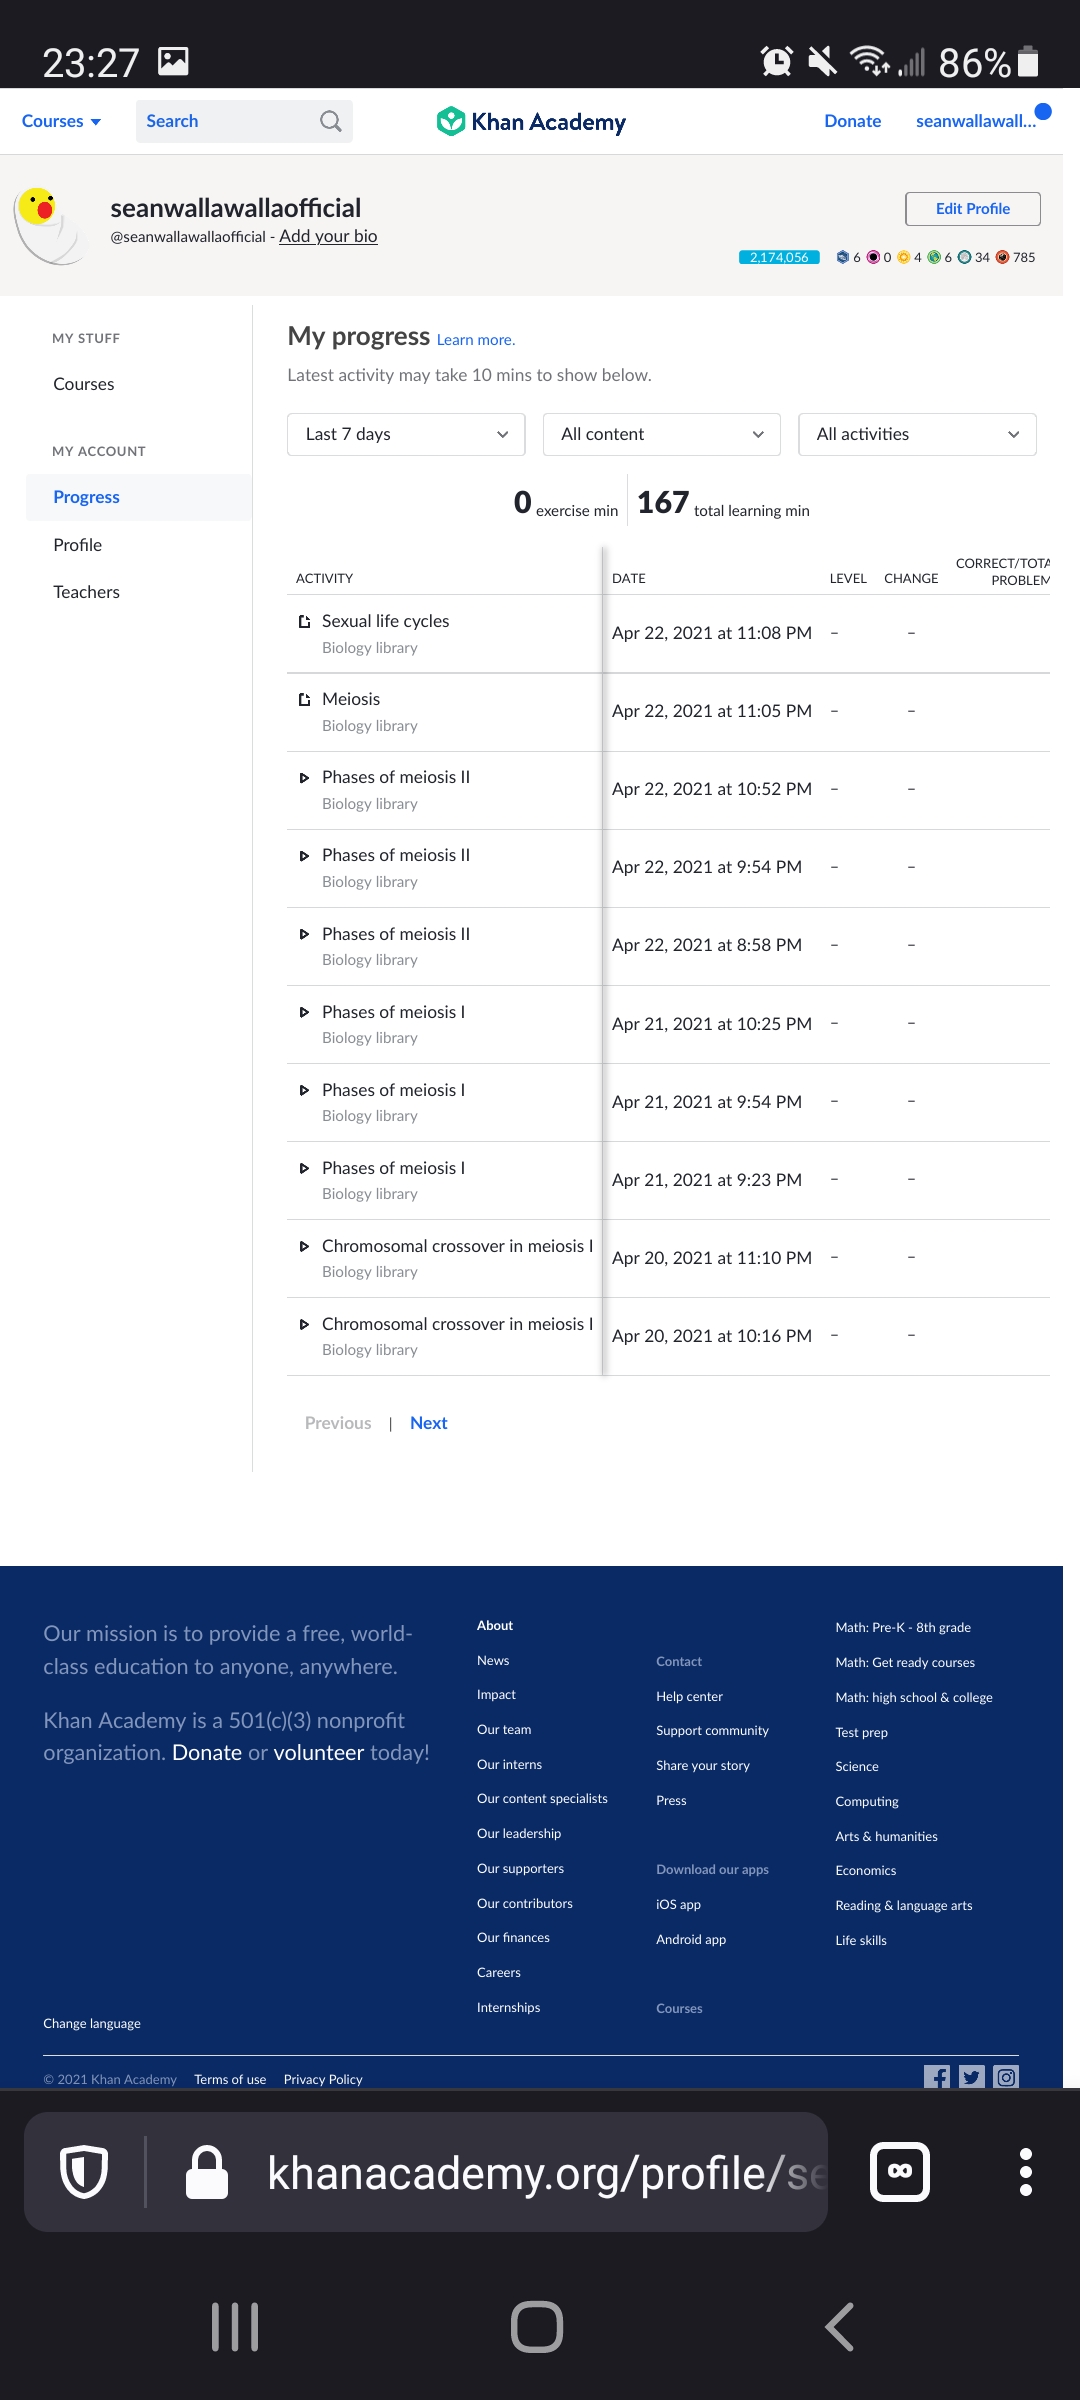 23:27 86%
Courses Search Khan Academy Donate seanwallawall...
seanwallawallaofficial
@seanwallawallaofficial - Add your bio
Edit Profile
2,174,056 6 0 4 6 34 785
MY STUFF
Courses
MY ACCOUNT
Progress
Profile
Teachers
My progress Learn more.
Latest activity may take 10 mins to show below.
Last 7 days All content All activities
0 exercise min 167 total learning min
ACTIVITY DATE LEVEL CHANGE CORRECT/TOTA
PROBLEM
Sexual life cycles
Biology library
Apr 22, 2021 at 11:08 PM – –
Meiosis
Biology library
Apr 22, 2021 at 11:05 PM – –
Phases of meiosis II
Biology library
Apr 22, 2021 at 10:52 PM – –
Phases of meiosis II
Biology library
Apr 22, 2021 at 9:54 PM – –
Phases of meiosis II
Biology library
Apr 22, 2021 at 8:58 PM – –
Phases of meiosis I
Biology library
Apr 21, 2021 at 10:25 PM – –
Phases of meiosis I
Biology library
Apr 21, 2021 at 9:54 PM – –
Phases of meiosis I
Biology library
Apr 21, 2021 at 9:23 PM – –
Chromosomal crossover in meiosis I
Biology library
Apr 20, 2021 at 11:10 PM – –
Chromosomal crossover in meiosis I
Biology library
Apr 20, 2021 at 10:16 PM – –
Previous | Next
Our mission is to provide a free, world-
class education to anyone, anywhere.
Khan Academy is a 501(c)(3) nonprofit
organization. Donate or volunteer today!
About
News
Impact
Our team
Our interns
Our content specialists
Our leadership
Our supporters
Our contributors
Our finances
Careers
Internships
Contact
Help center
Support community
Share your story
Press
Download our apps
iOS app
Android app
Courses
Math: Pre-K - 8th grade
Math: Get ready courses
Math: high school & college
Test prep
Science
Computing
Arts & humanities
Economics
Reading & language arts
Life skills
Change language
© 2021 Khan Academy Terms of use Privacy Policy
khanacademy.org/profile/se ∞